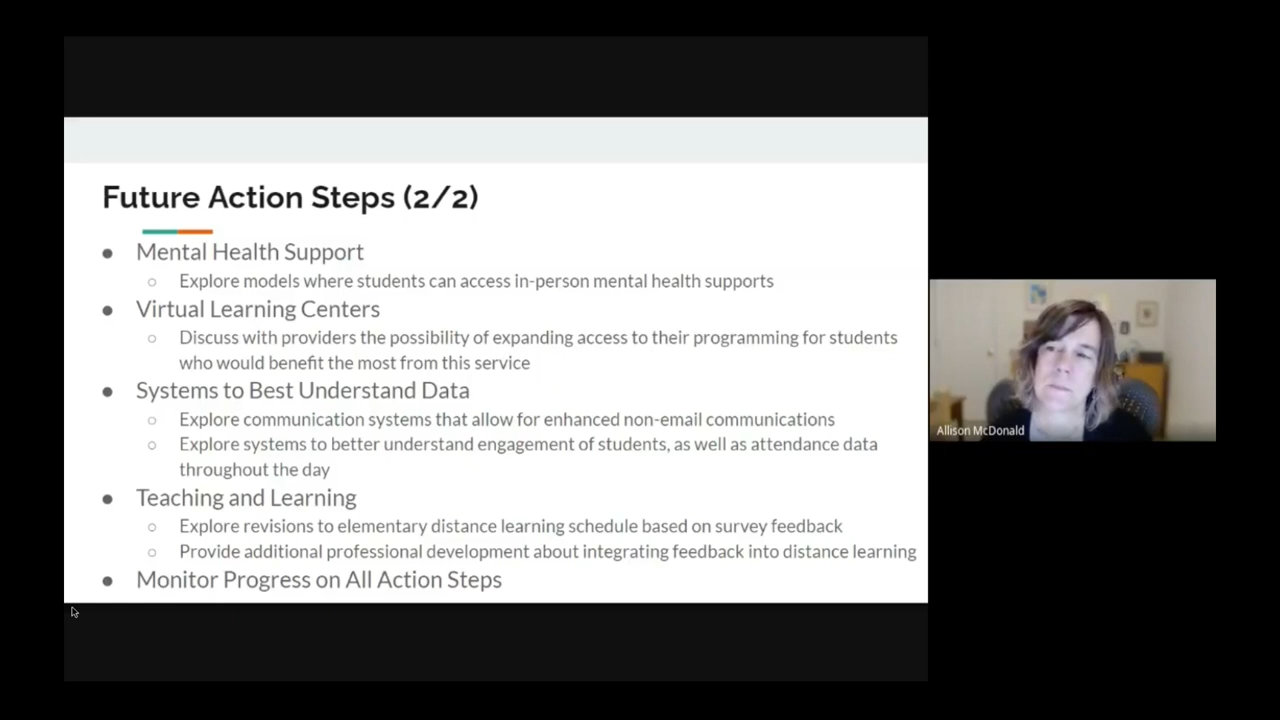 Future Action Steps (2/2)
● Mental Health Support
○ Explore models where students can access in-person mental health supports
● Virtual Learning Centers
○ Discuss with providers the possibility of expanding access to their programming for students
who would benefit the most from this service
● Systems to Best Understand Data
○ Explore communication systems that allow for enhanced non-email communications
○ Explore systems to better understand engagement of students, as well as attendance data
throughout the day
● Teaching and Learning
○ Explore revisions to elementary distance learning schedule based on survey feedback
○ Provide additional professional development about integrating feedback into distance learning
● Monitor Progress on All Action Steps
Allison McDonald